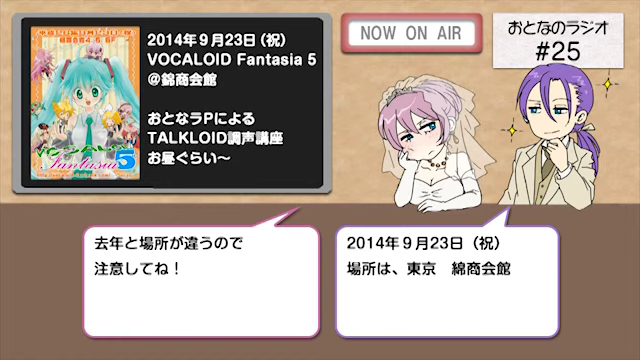 2014年9月23日(祝)
VOCALOID Fantasia 5
@錦商会館
おとなラPによる
TALKLOID調声講座
お昼ぐらい～
VOCALOID
Fantasia 5
NOW ON AIR
おとなのラジオ
#25
去年と場所が違うので
注意してね！
2014年9月23日（祝）
場所は、東京　綿商会館